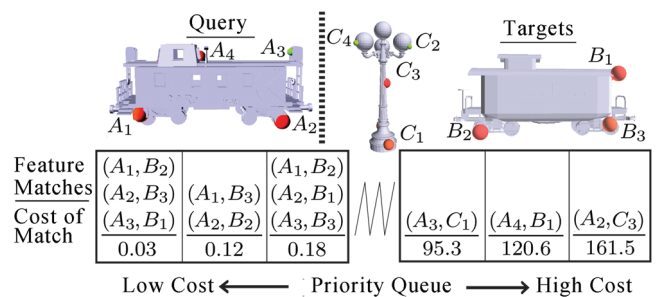 Query
Targets
A4
A3
C4
C2
C3
B1
A1
A2
C1
B2
B3
Feature
Matches
Cost of
Match
(A1,B2) (A1,B2)
(A2,B3) (A1,B3) (A2,B1)
(A3,B1) (A2,B2) (A3,B3) (A3,C1) (A4,B1) (A2,C3)
0.03 0.12 0.18 95.3 120.6 161.5
Low Cost Priority Queue High Cost